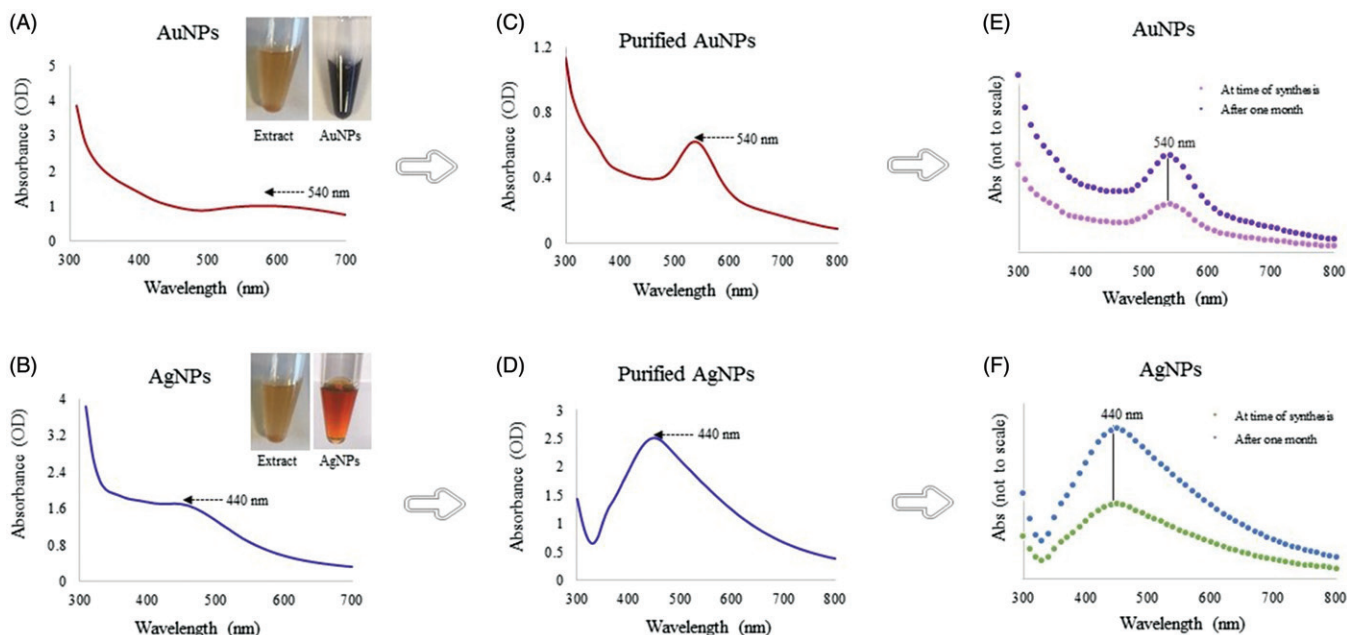 (A)
AuNPs
Absorbance (OD)
5
4
3
2
1
0
300 400 500 600 700
Wavelength (nm)
540 nm
Extract AuNPs
(C)
Purified AuNPs
Absorbance (OD)
1.2
0.8
0.4
0
300 400 500 600 700 800
Wavelength (nm)
540 nm
(E)
AuNPs
Abs (not to scale)
At time of synthesis
After one month
540 nm
300 400 500 600 700 800
Wavelength (nm)
(B)
AgNPs
Absorbance (OD)
4
3.2
2.4
1.6
0.8
0
300 400 500 600 700
Wavelength (nm)
440 nm
Extract AgNPs
(D)
Purified AgNPs
Absorbance (OD)
3
2.5
2
1.5
1
0.5
0
300 400 500 600 700 800
Wavelength (nm)
440 nm
(F)
AgNPs
Abs (not to scale)
440 nm
At time of synthesis
After one month
300 400 500 600 700 800
Wavelength (nm)